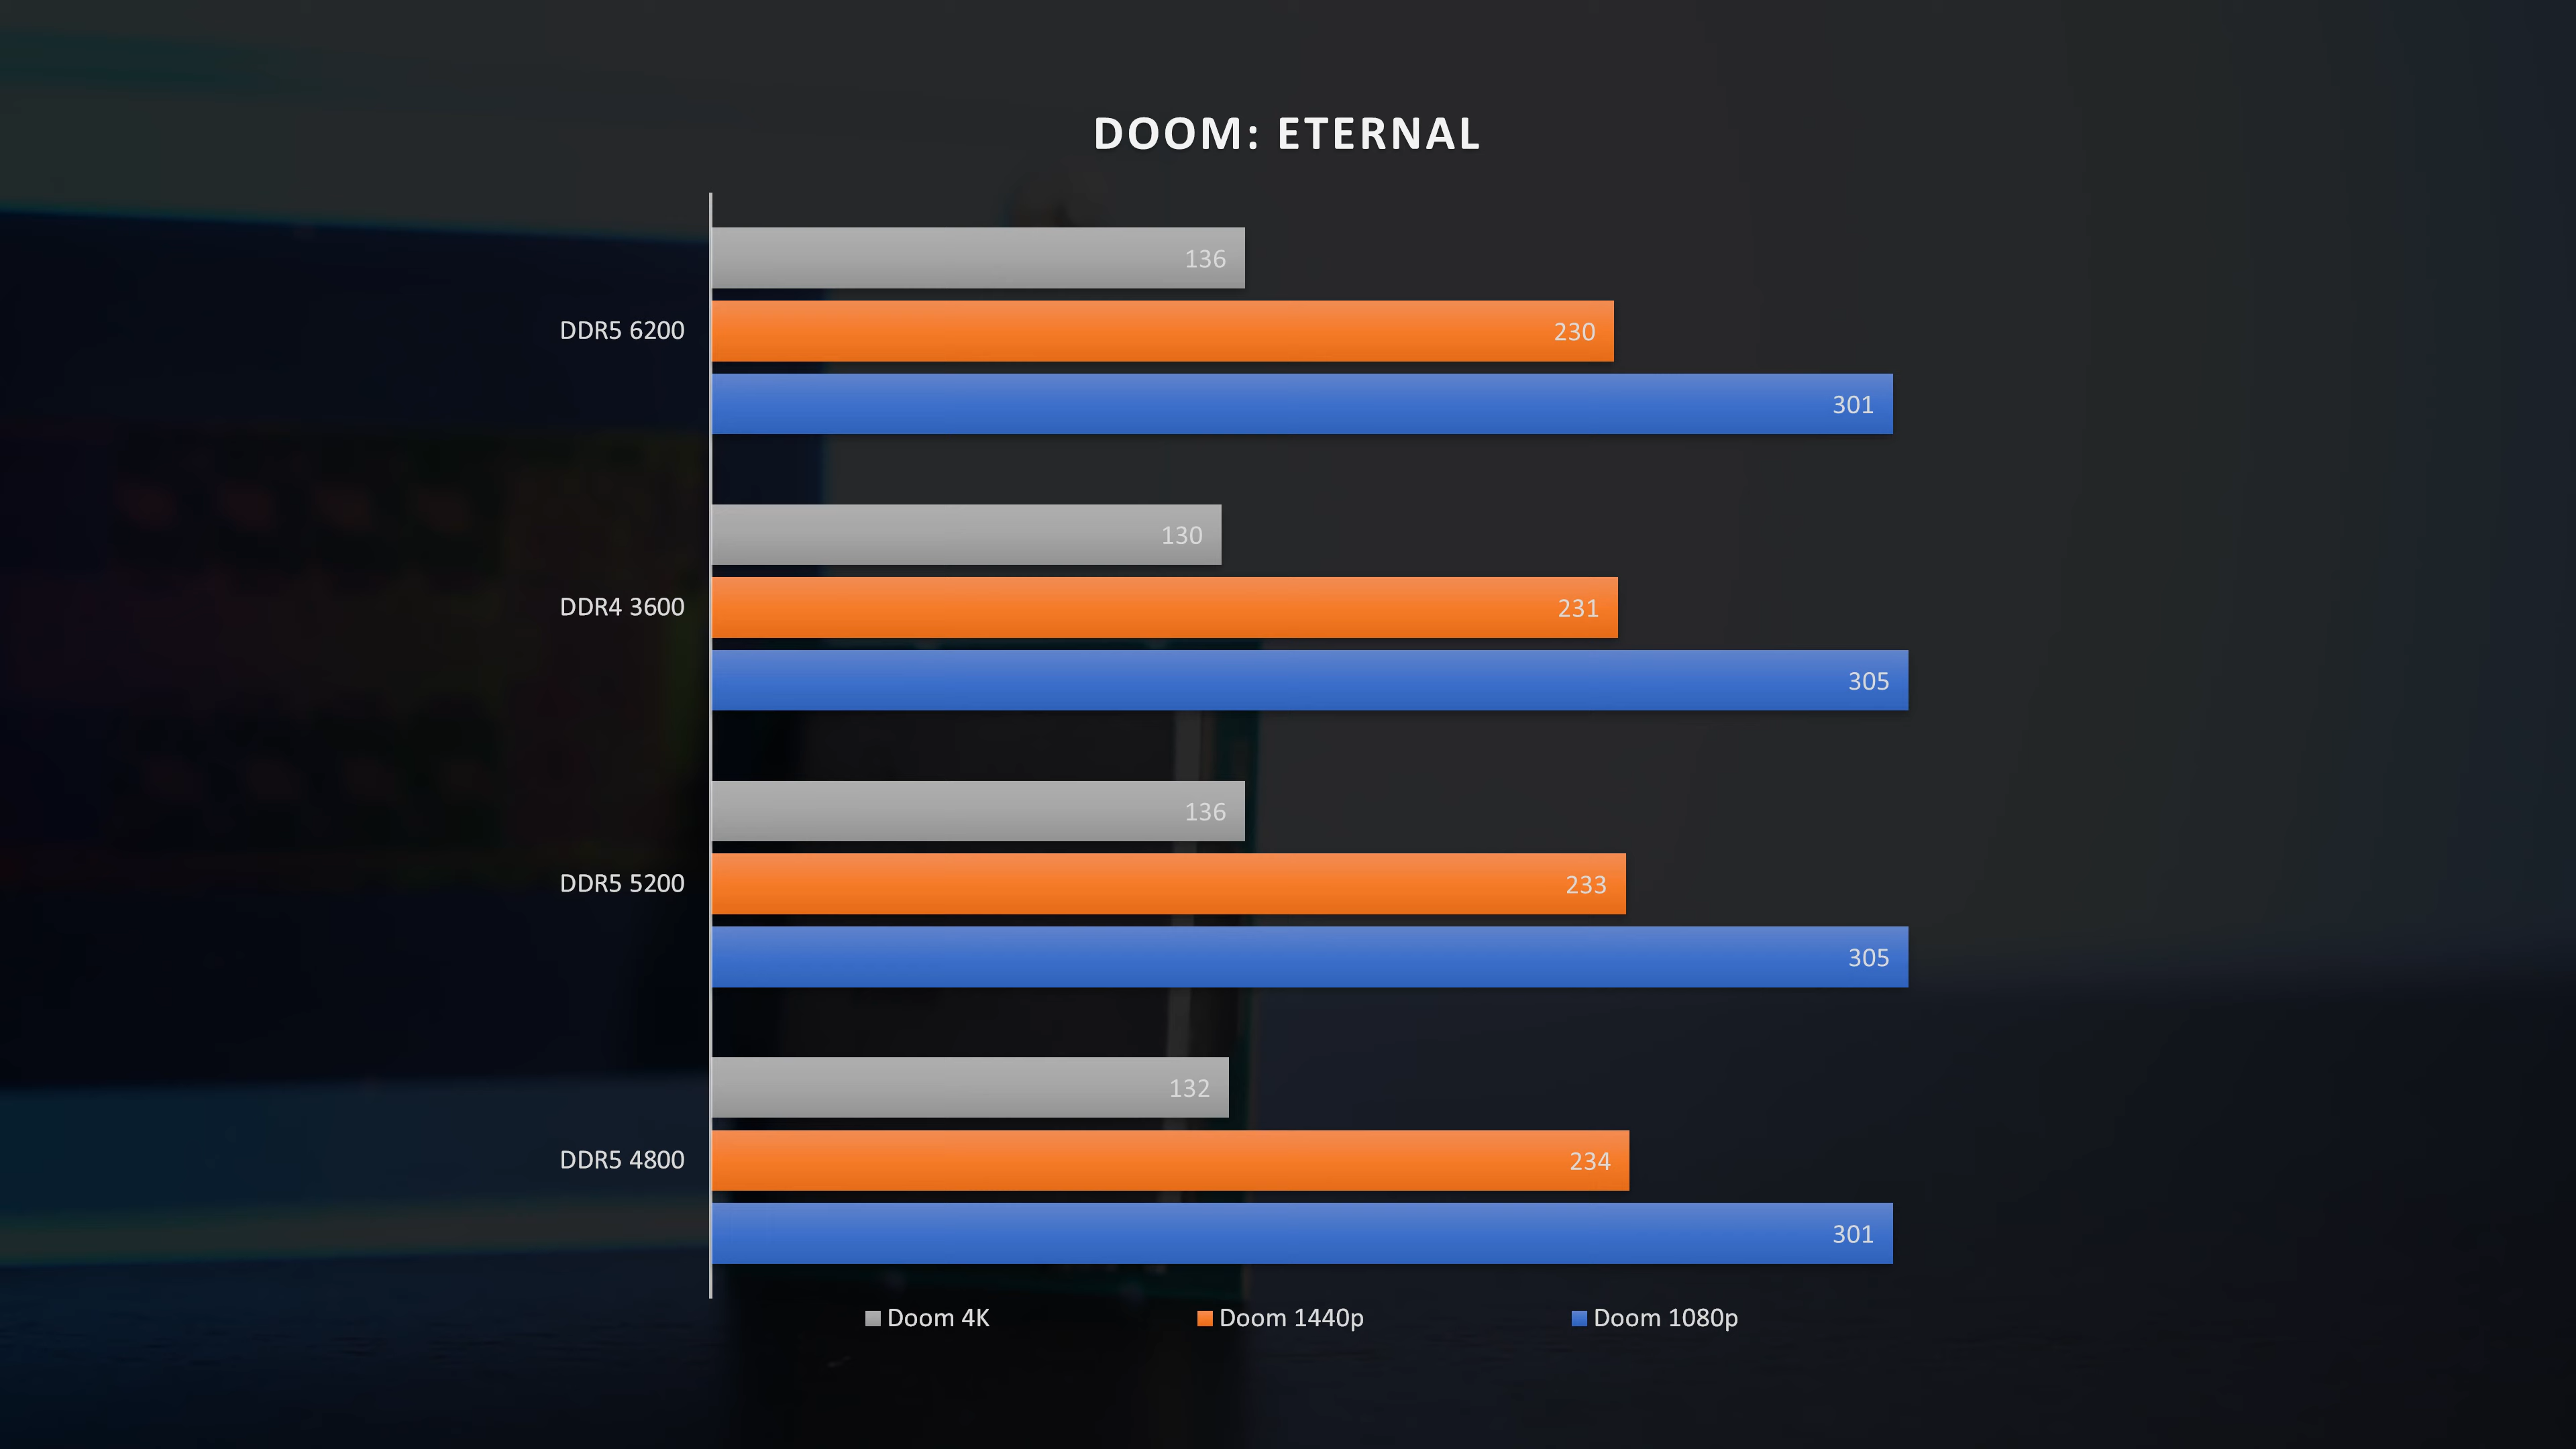 DOOM: ETERNAL
136
DDR5 6200
230
301
130
DDR4 3600
231
305
136
DDR5 5200
233
305
132
DDR5 4800
234
301
Doom 4K
Doom 1440p
Doom 1080p